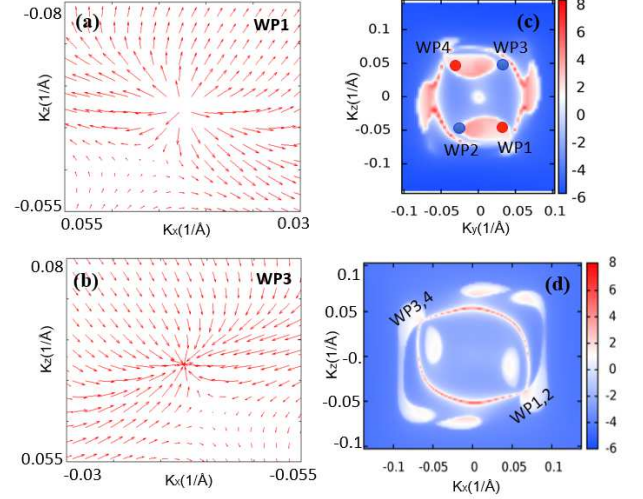 (a)
WP1
-0.08
Kz(1/Å)
-0.055
0.055
0.03
Kx(1/Å)
(b)
WP3
0.08
Kz(1/Å)
0.055
-0.03
-0.055
Kx(1/Å)
(c)
WP4
WP3
WP2
WP1
0.1
0.05
0
-0.05
-0.1
Kz(1/Å)
-0.1
-0.05
0
0.05
0.1
Ky(1/Å)
8
6
4
2
0
-2
-4
-6
(d)
WP3,4
WP1,2
0.1
0.05
-0
-0.05
-0.1
Kz(1/Å)
-0.1
-0.05
0
0.05
0.1
Kx(1/Å)
8
6
4
2
0
-2
-4
-6